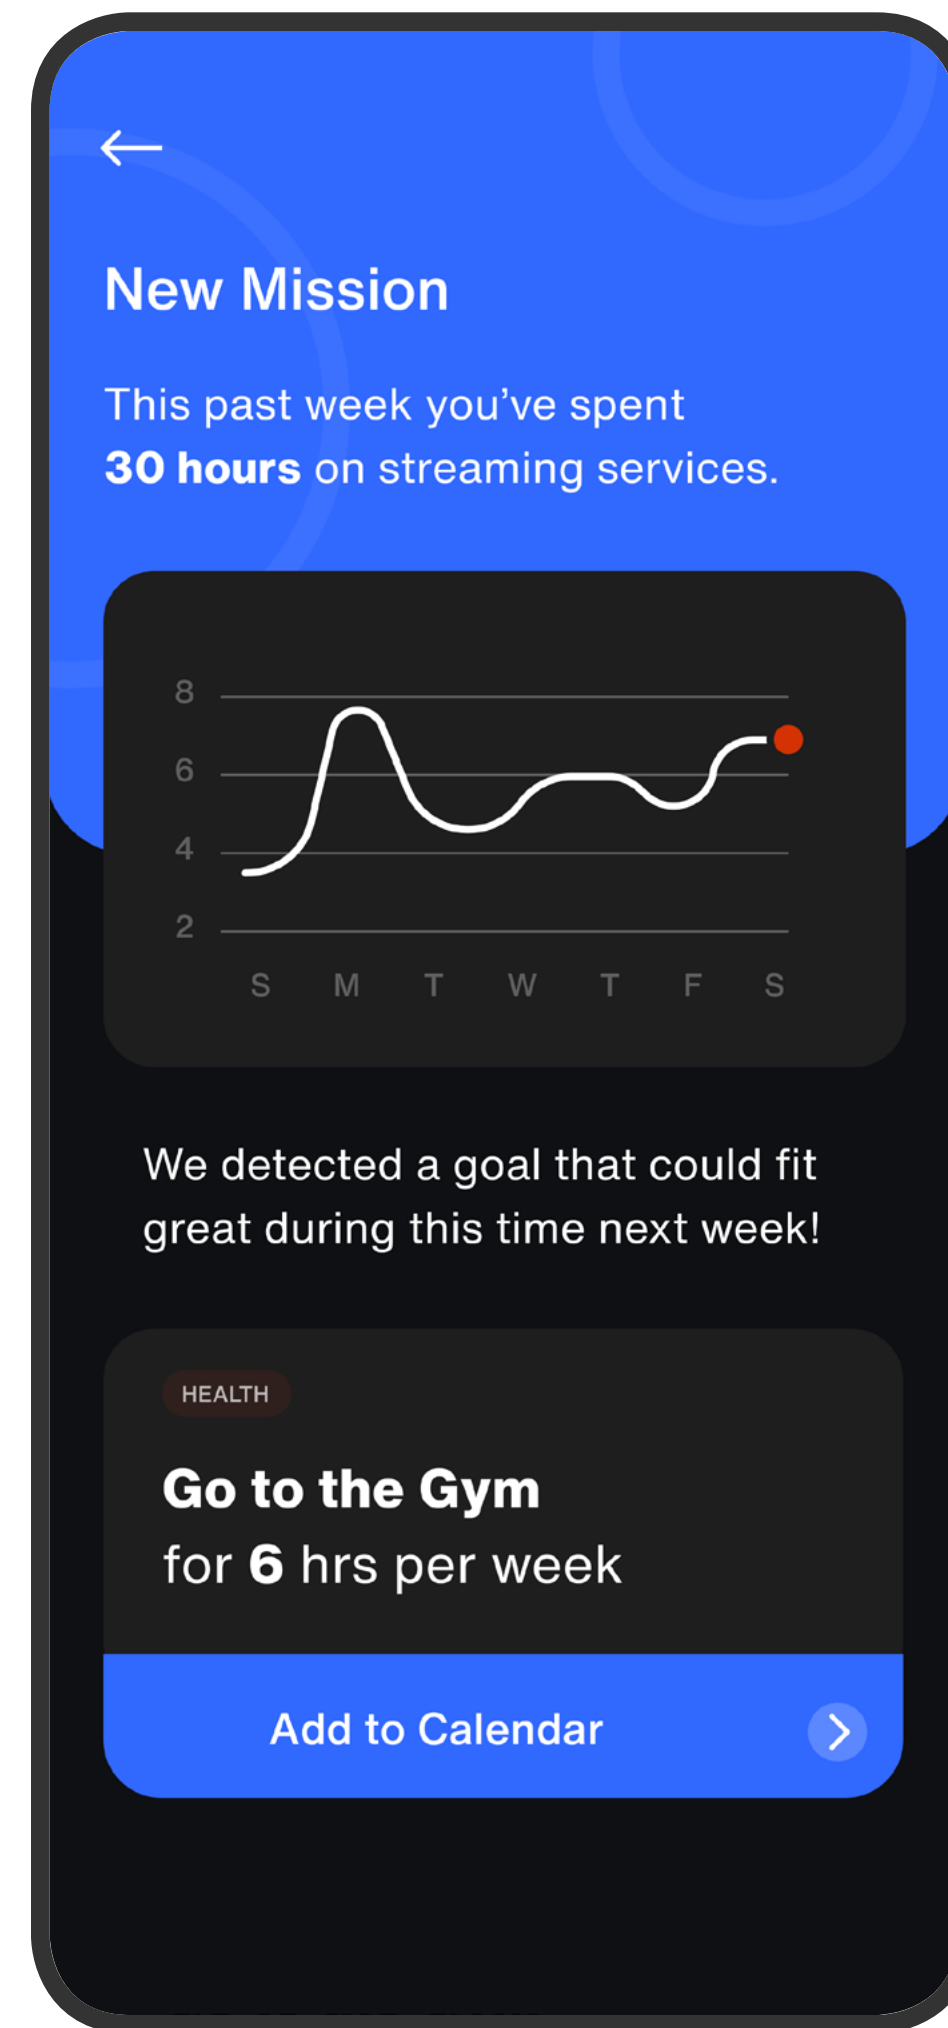 New Mission
This past week you’ve spent
30 hours on streaming services.
8
6
4
2
S M T W T F S
We detected a goal that could fit
great during this time next week!
HEALTH
Go to the Gym
for 6 hrs per week
Add to Calendar